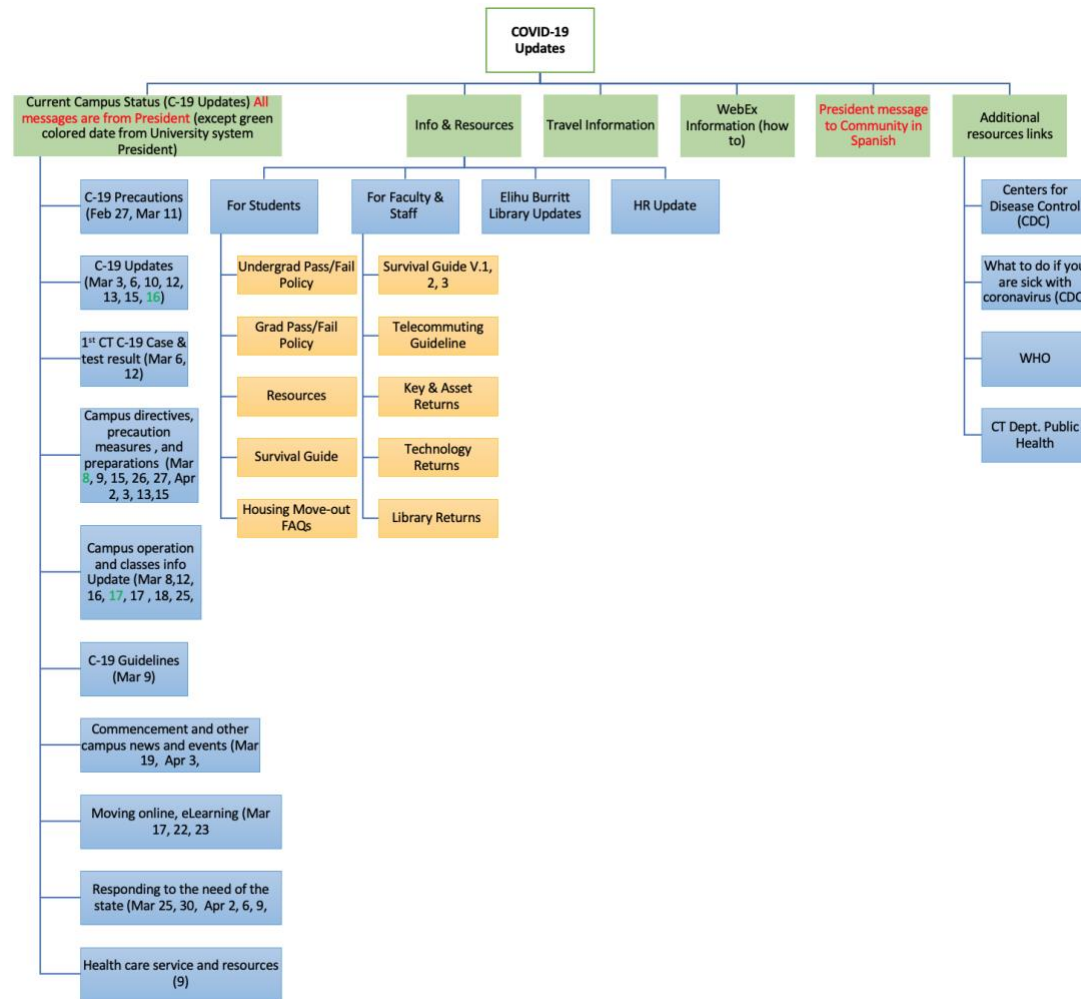 COVID-19
Updates
Current Campus Status (C-19 Updates) All
messages are from President (except green
colored date from University system
President)
Info & Resources
Travel Information
WebEx
Information (how
to)
President message
to Community in
Spanish
Additional
resources links
C-19 Precautions
(Feb 27, Mar 11)
C-19 Updates
(Mar 3, 6, 10, 12,
13, 15, 16)
1st CT C-19 Case &
test result (Mar 6,
12)
Campus directives,
precaution
measures , and
preparations (Mar
8, 9, 15, 26, 27, Apr
2, 3, 13,15
Campus operation
and classes info
Update (Mar 8,12,
16, 17, 17 , 18, 25,
C-19 Guidelines
(Mar 9)
Commencement and other
campus news and events (Mar
19, Apr 3,
Moving online, eLearning (Mar
17, 22, 23
Responding to the need of the
state (Mar 25, 30, Apr 2, 6, 9,
Health care service and resources
(9)
For Students
Undergrad Pass/Fail
Policy
Grad Pass/Fail
Policy
Resources
Survival Guide
Housing Move-out
FAQs
For Faculty &
Staff
Survival Guide V.1,
2, 3
Telecommuting
Guideline
Key & Asset
Returns
Technology
Returns
Library Returns
Elihu Burritt
Library Updates
HR Update
Centers for
Disease Control
(CDC)
What to do if you
are sick with
coronavirus (CDC
WHO
CT Dept. Public
Health